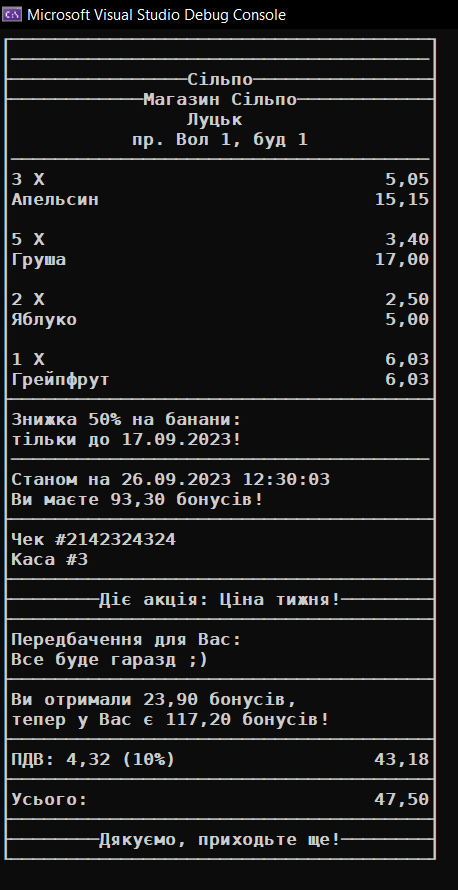 Microsoft Visual Studio Debug Console
Сільпо
Магазин Сільпо
Луцьк
пр. Вол 1, буд 1
3 X 5,05
Апельсин 15,15
5 X 3,40
Груша 17,00
2 X 2,50
Яблуко 5,00
1 X 6,03
Грейпфрут 6,03
Знижка 50% на банани:
тільки до 17.09.2023!
Станом на 26.09.2023 12:30:03
Ви маєте 93,30 бонусів!
Чек #2142324324
Каса #3
Діє акція: Ціна тижня!
Передбачення для Вас:
Все буде гаразд ;)
Ви отримали 23,90 бонусів,
тепер у Вас є 117,20 бонусів!
ПДВ: 4,32 (10%) 43,18
Усього: 47,50
Дякуємо, приходьте ще!